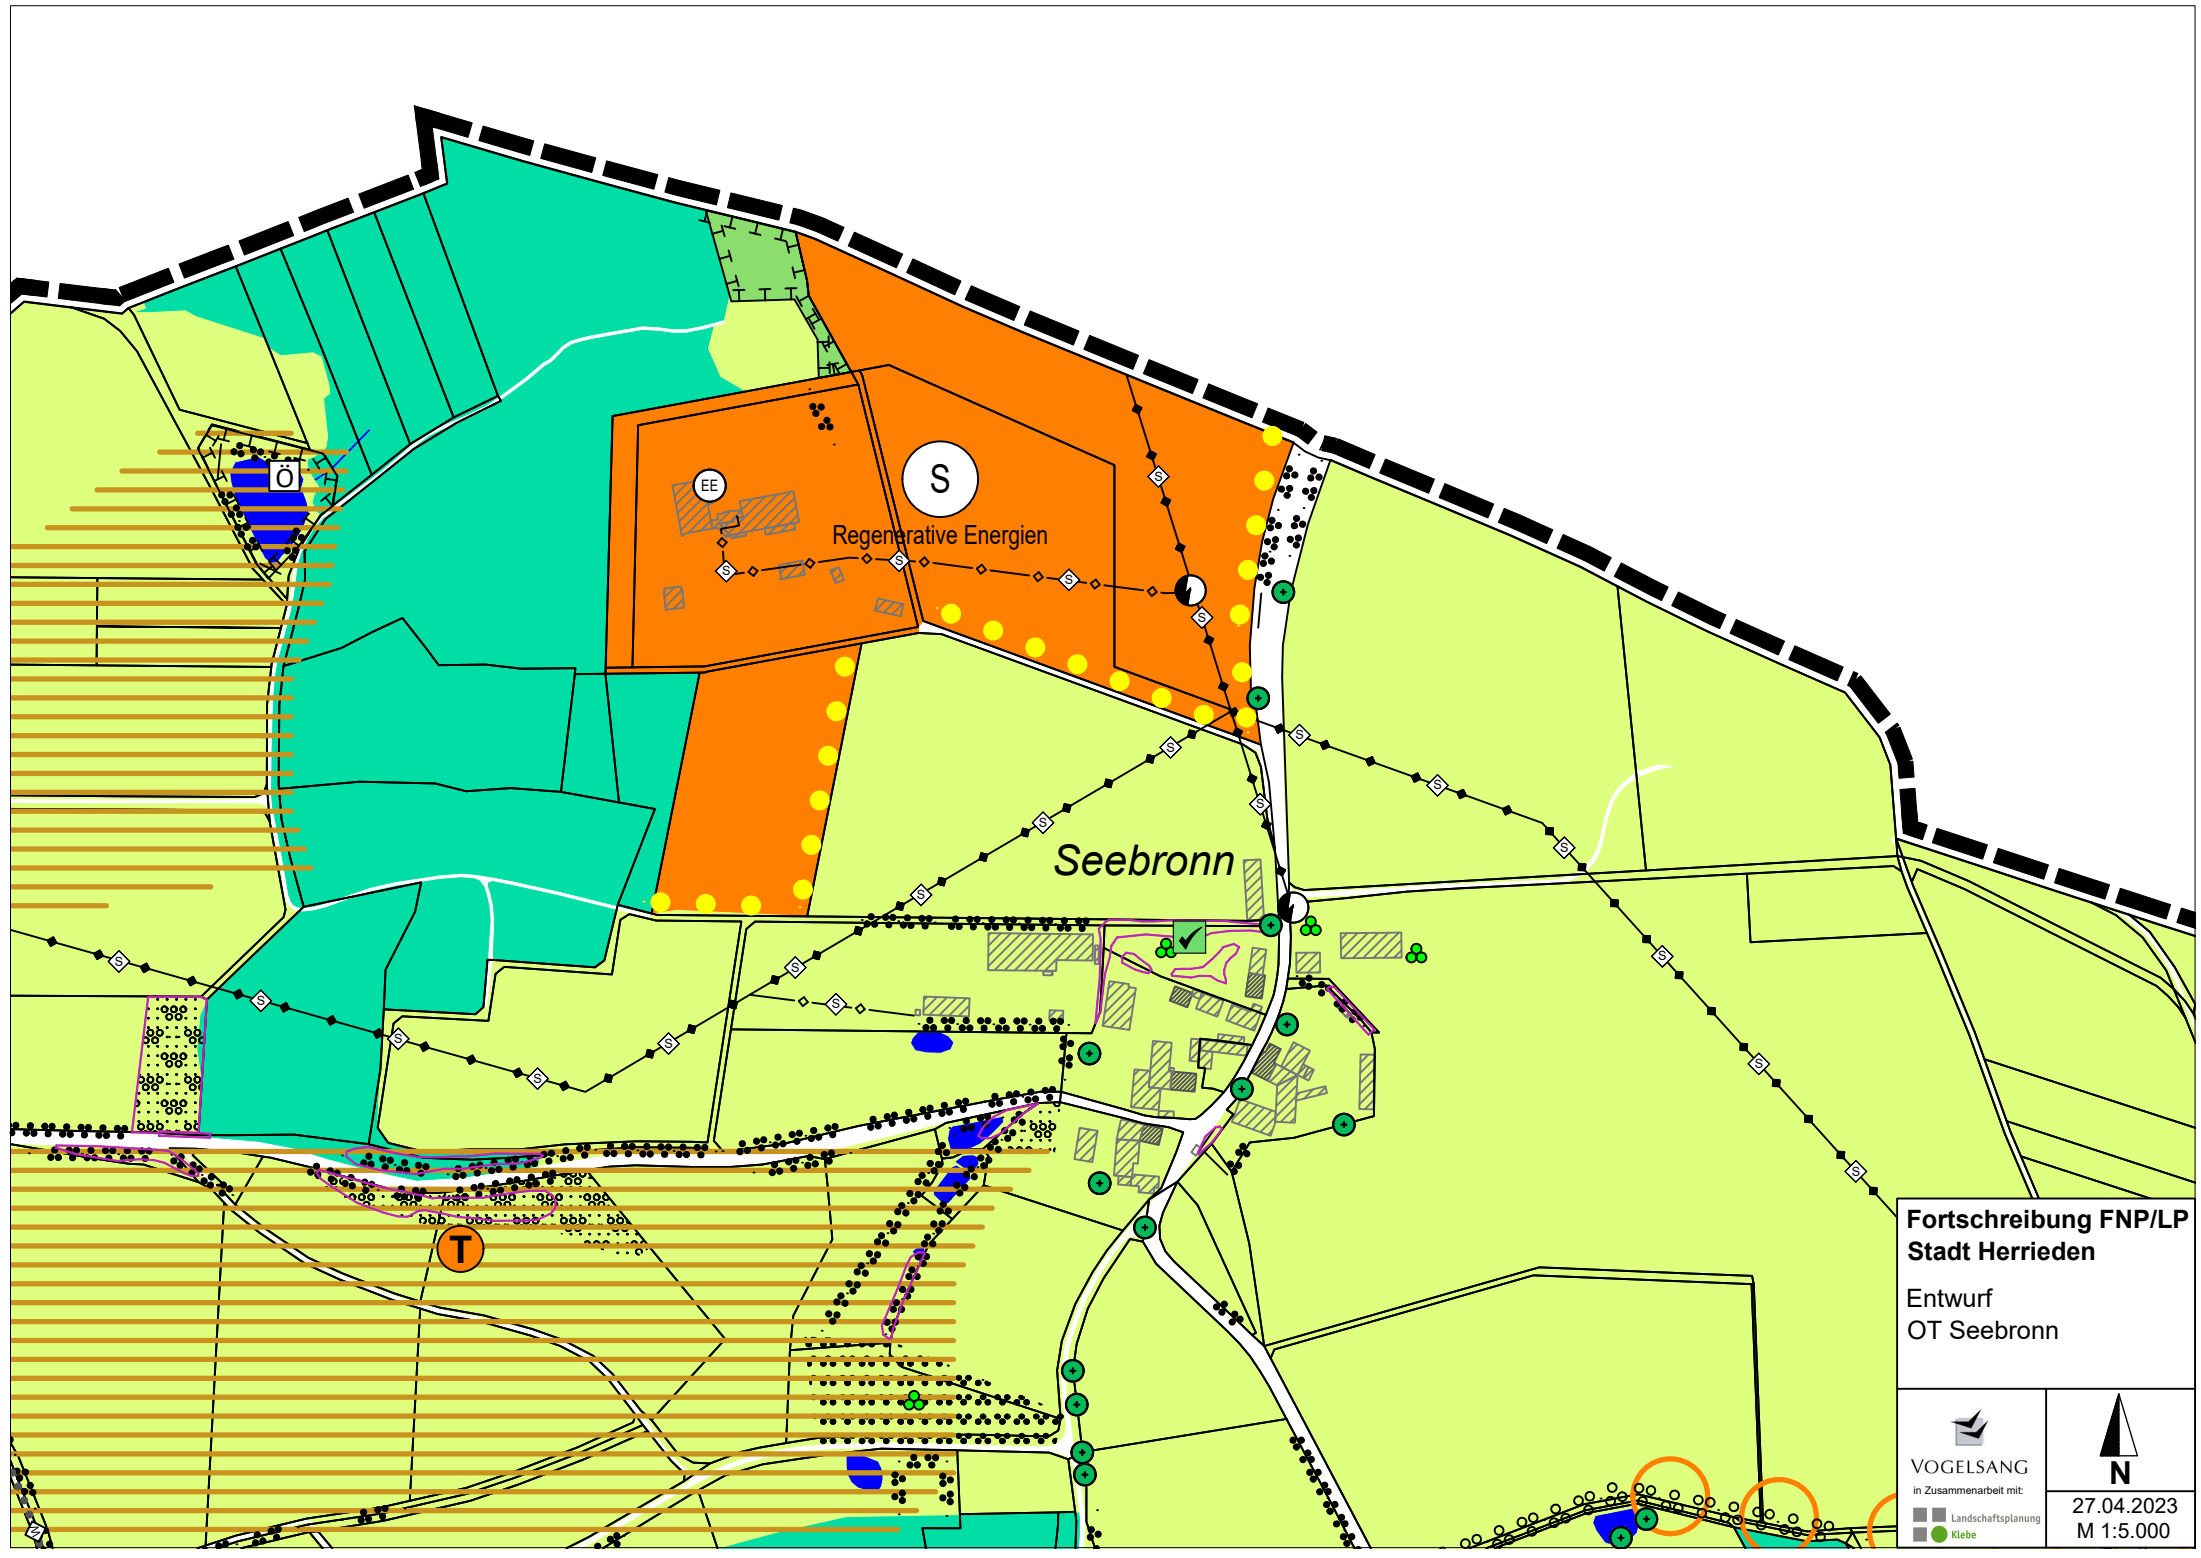 Ö
EE
S
Regenerative Energien
S
S
S
S
S
S
S
S
S
S
Seebronn
S
S
S
S
S
S
S
S
S
S
S
T
M
Fortschreibung FNP/LP
Stadt Herrieden
Entwurf
OT Seebronn
VOGELSANG
in Zusammenarbeit mit:
Landschaftsplanung
Klebe
N
27.04.2023
M 1:5.000